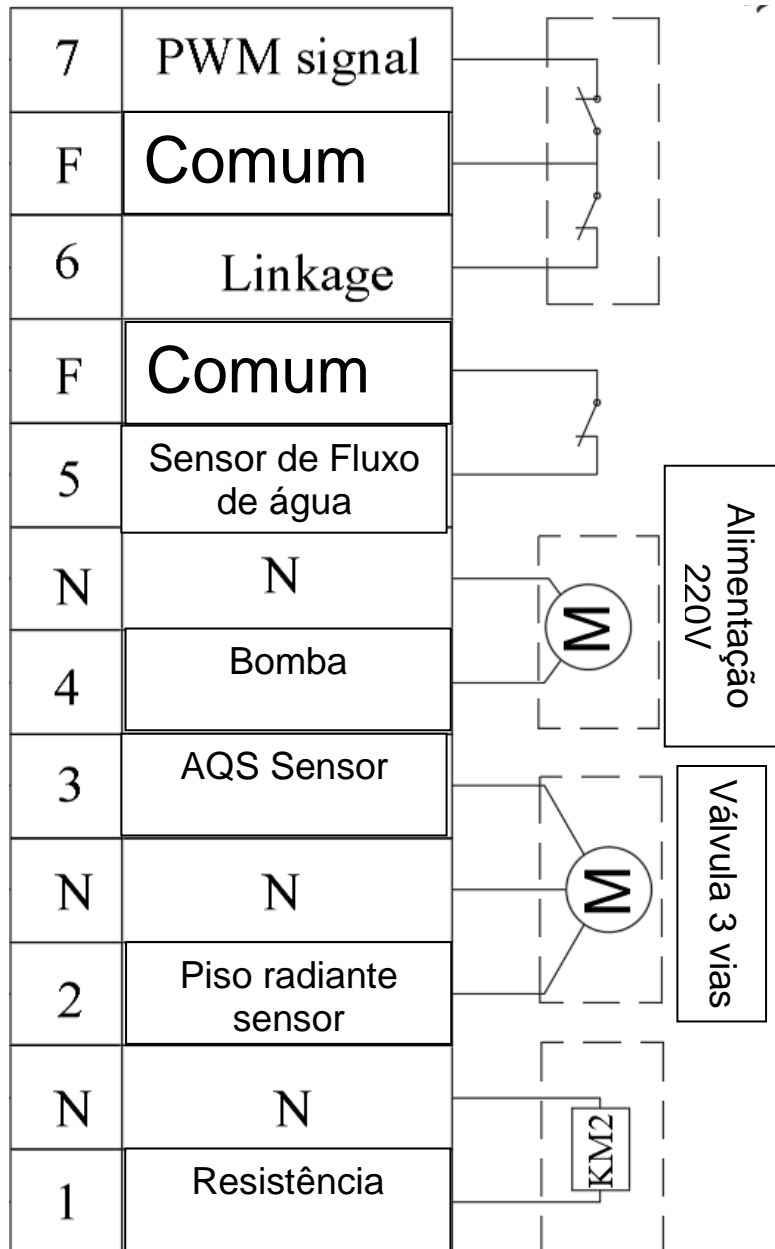 7 PWM signal
F Comum
6 Linkage
F Comum
5 Sensor de Fluxo
de água
N N
4 Bomba
3 AQS Sensor
N N
2 Piso radiante
sensor
N N
1 Resistência
M
Alimentação
220V
M
Válvula 3 vias
KM2